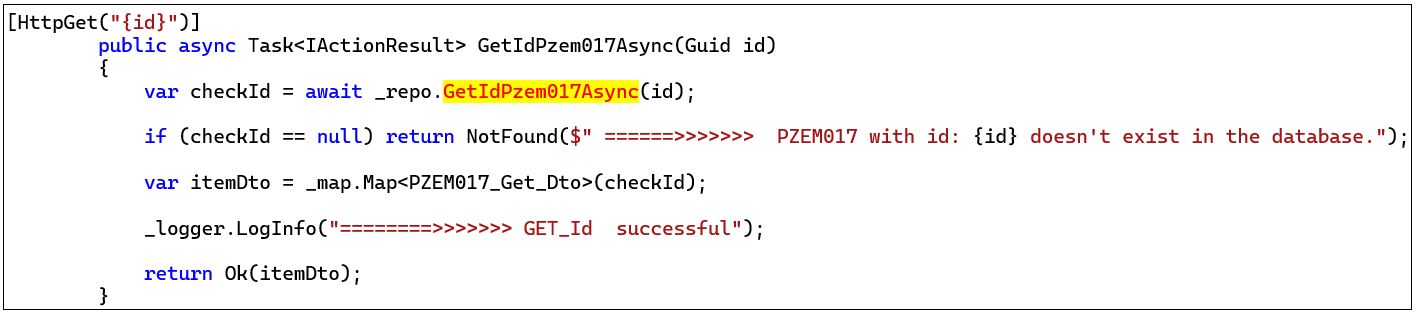 [HttpGet("{id}")]
public async Task<IActionResult> GetIdPzem017Async(Guid id)
{
var checkId = await _repo.GetIdPzem017Async(id);
if (checkId == null) return NotFound($" ======>>>>>>>  PZEM017 with id: {id} doesn't exist in the database.");
var itemDto = _map.Map<PZEM017_Get_Dto>(checkId);
_logger.LogInfo("========>>>>>>> GET_Id  successful");
return Ok(itemDto);
}